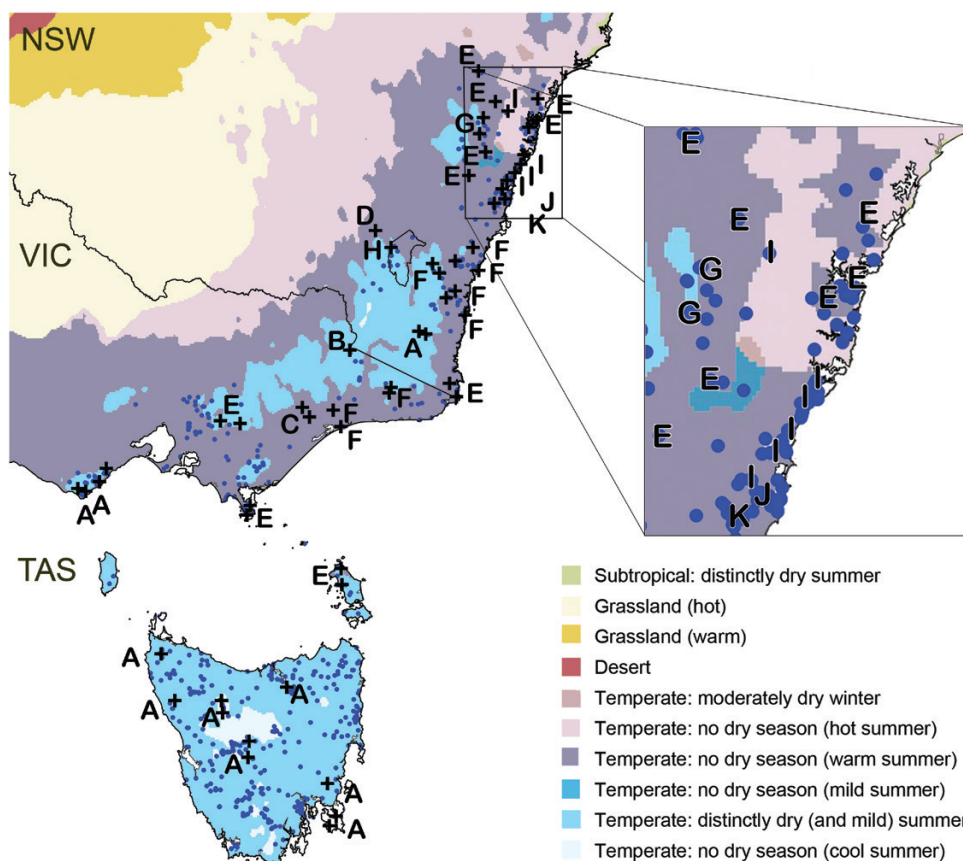 NSW
E
E
I
E
G
E
E
I
E
I
I
J
K
D
VIC
H
F
F
F
F
F
B
A
E
E
C
F
F
F
A
A
E
E
E
I
G
E
E
E
G
E
I
I
E
I
I
I
J
K
TAS
E
A
A
A
A
A
A
A
Subtropical: distinctly dry summer
Grassland (hot)
Grassland (warm)
Desert
Temperate: moderately dry winter
Temperate: no dry season (hot summer)
Temperate: no dry season (warm summer)
Temperate: no dry season (mild summer)
Temperate: distinctly dry (and mild) summer
Temperate: no dry season (cool summer)